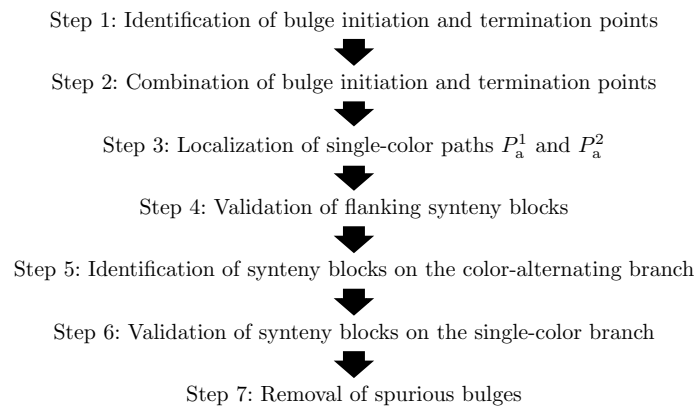 Step 1: Identification of bulge initiation and termination points
Step 2: Combination of bulge initiation and termination points
Step 3: Localization of single-color paths P_a^1 and P_a^2
Step 4: Validation of flanking synteny blocks
Step 5: Identification of synteny blocks on the color-alternating branch
Step 6: Validation of synteny blocks on the single-color branch
Step 7: Removal of spurious bulges